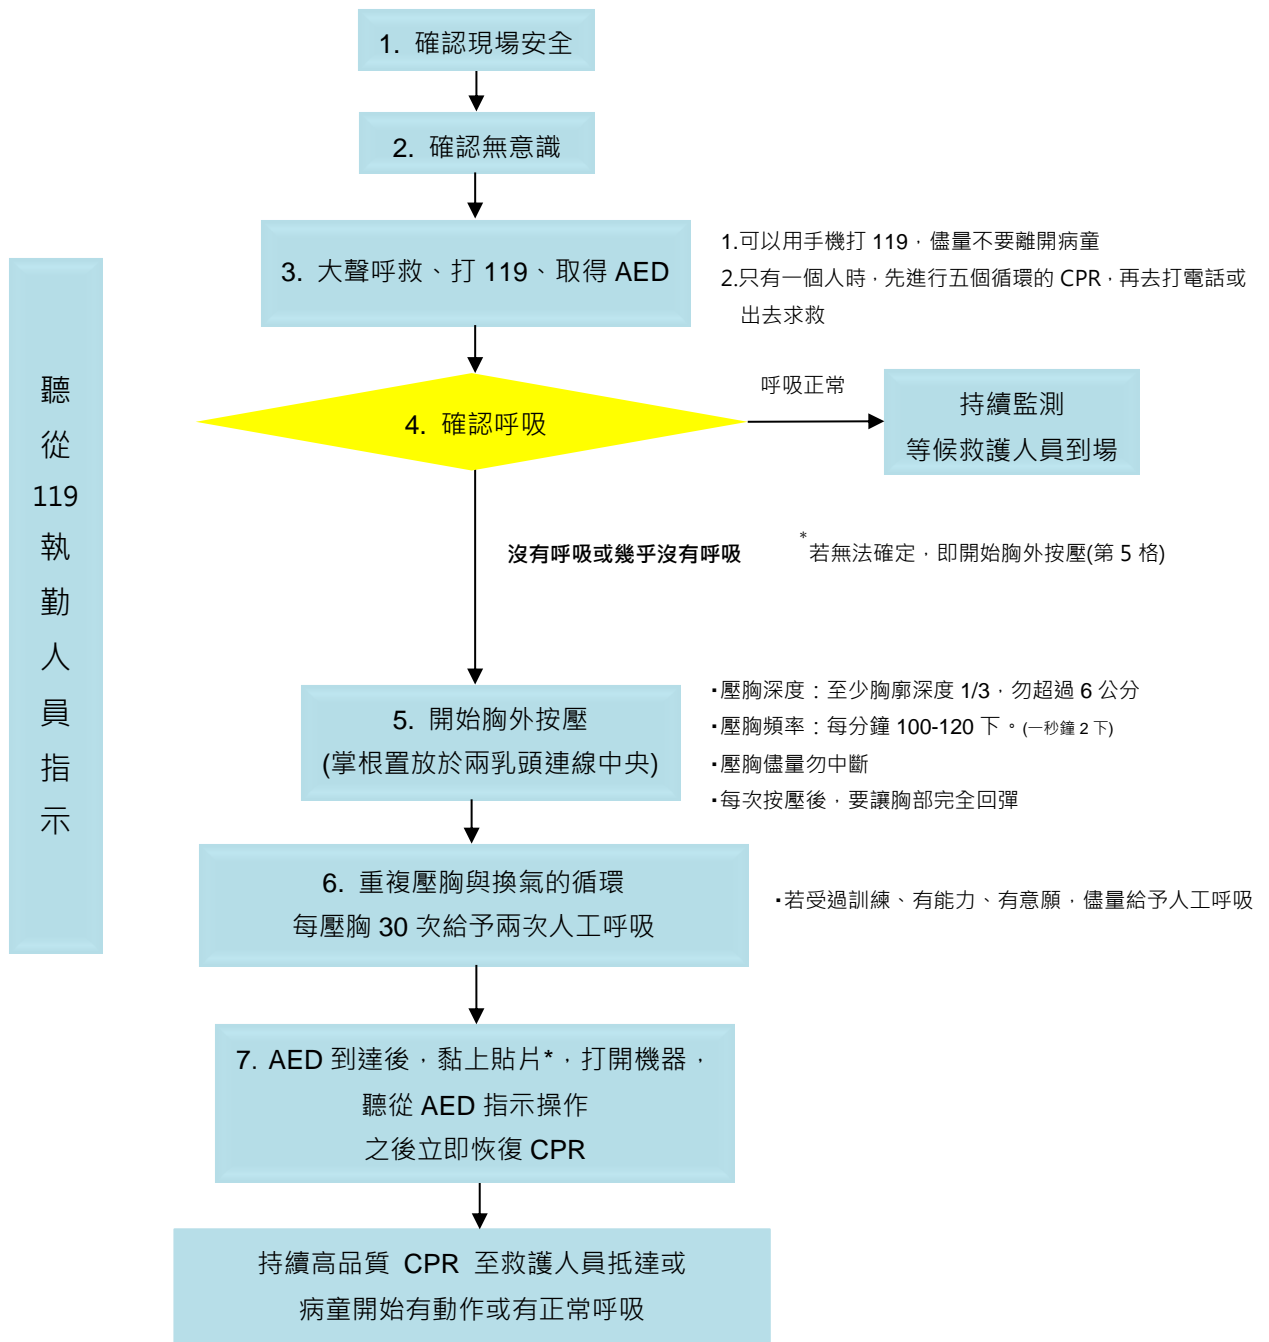 1. 確認現場安全
2. 確認無意識
3. 大聲呼救、打 119、取得 AED
1.可以用手機打 119，儘量不要離開病童
2.只有一個人時，先進行五個循環的 CPR，再去打電話或
出去求救
聽
從
119
執
勤
人
員
指
示
4. 確認呼吸
呼吸正常
持續監測
等候救護人員到場
沒有呼吸或幾乎沒有呼吸
*若無法確定，即開始胸外按壓(第 5 格)
5. 開始胸外按壓
(掌根置放於兩乳頭連線中央)
▪壓胸深度：至少胸廓深度 1/3，勿超過 6 公分
▪壓胸頻率：每分鐘 100-120 下。(一秒鐘 2 下)
▪壓胸儘量勿中斷
▪每次按壓後，要讓胸部完全回彈
6. 重複壓胸與換氣的循環
每壓胸 30 次給予兩次人工呼吸
▪若受過訓練、有能力、有意願，儘量給予人工呼吸
7. AED 到達後，黏上貼片*，打開機器，
聽從 AED 指示操作
之後立即恢復 CPR
持續高品質 CPR 至救護人員抵達或
病童開始有動作或有正常呼吸